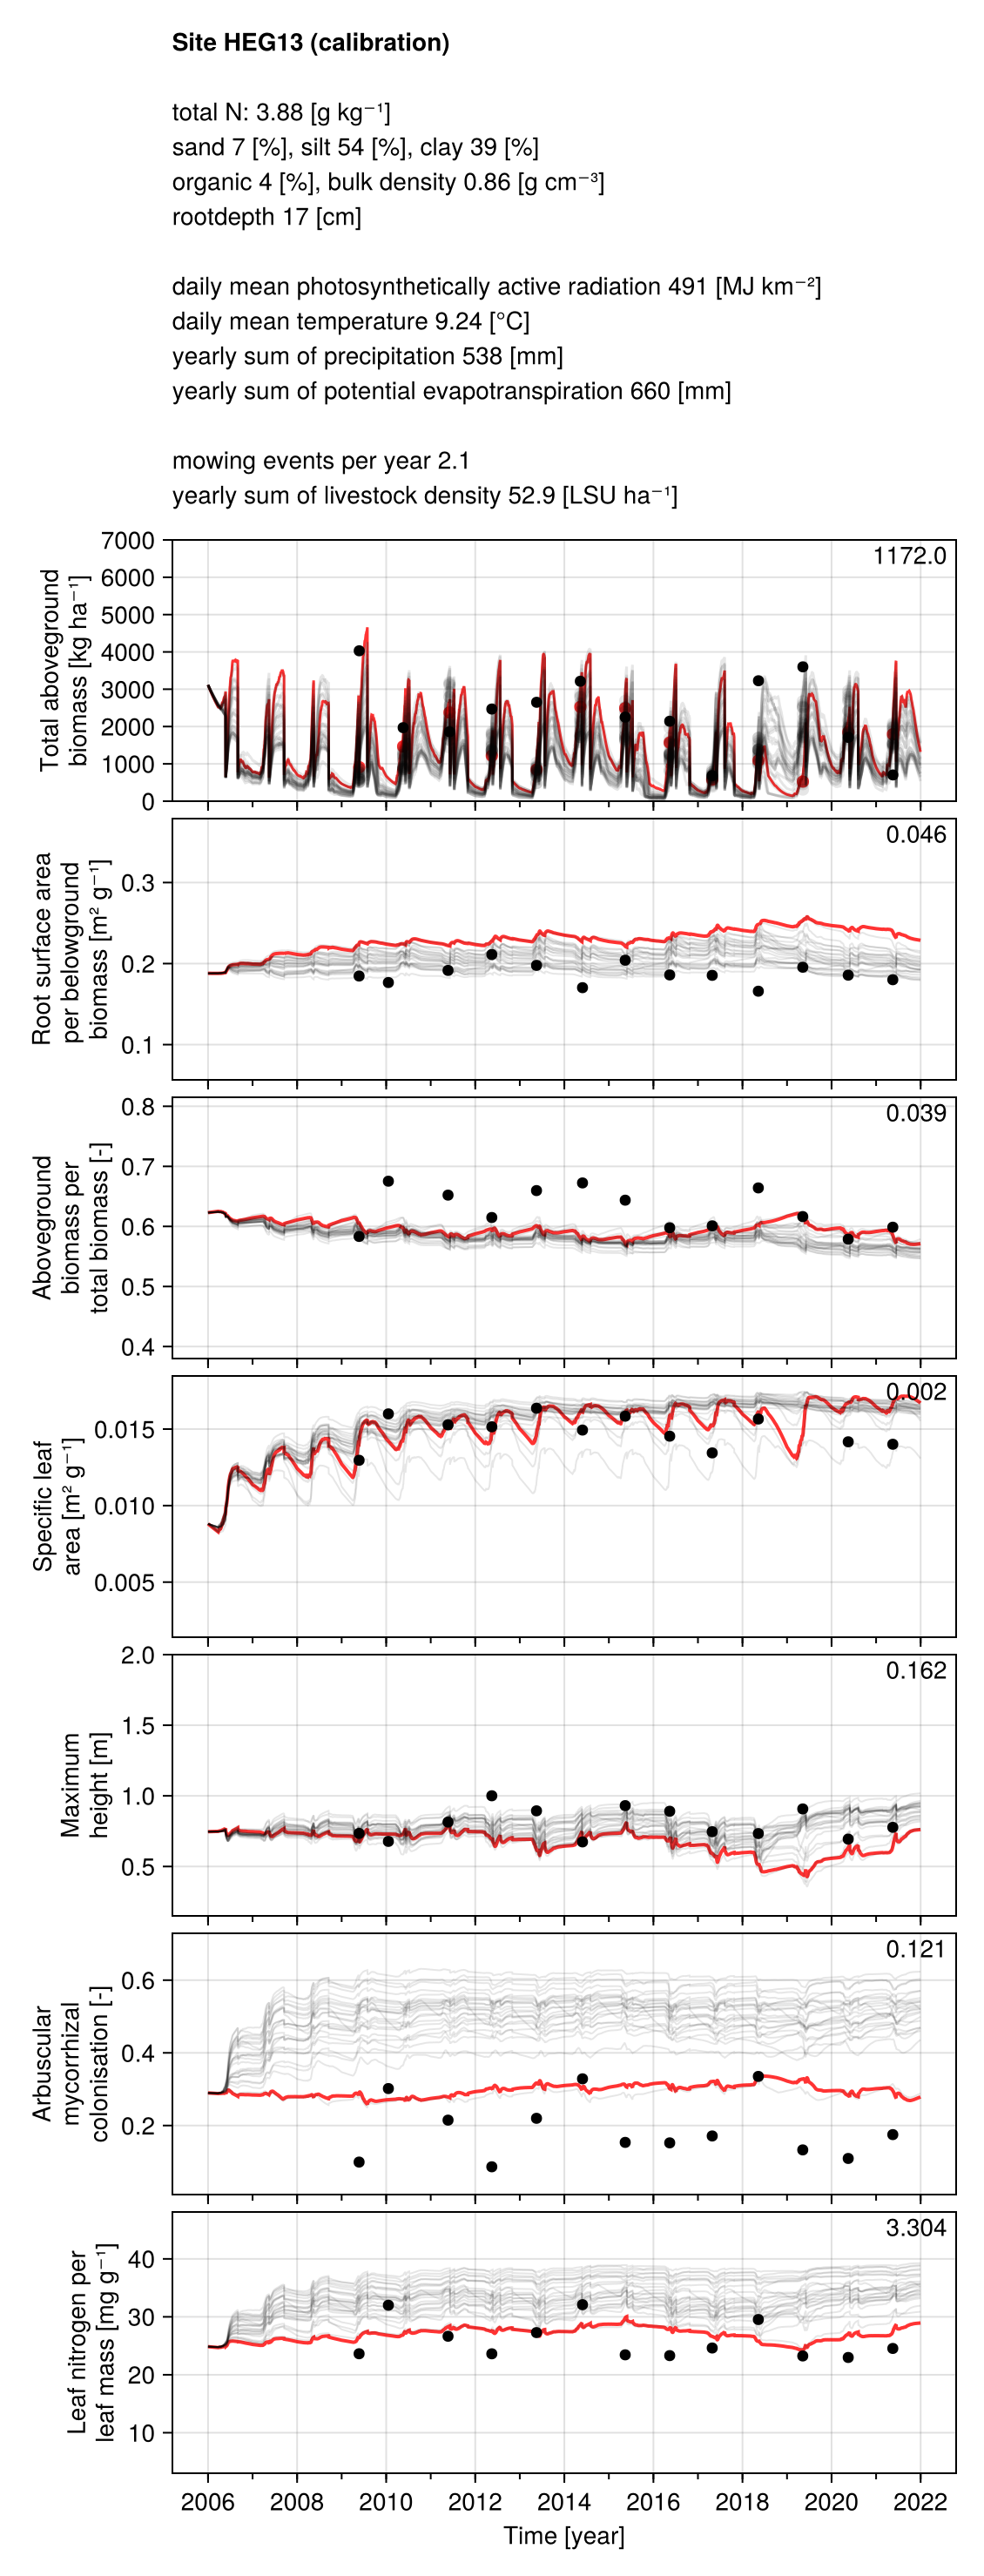 Site HEG13 (calibration)
total N: 3.88 [g kg⁻¹]
sand 7 [%], silt 54 [%], clay 39 [%]
organic 4 [%], bulk density 0.86 [g cm⁻³]
rootdepth 17 [cm]
daily mean photosynthetically active radiation 491 [MJ km⁻²]
daily mean temperature 9.24 [°C]
yearly sum of precipitation 538 [mm]
yearly sum of potential evapotranspiration 660 [mm]
mowing events per year 2.1
yearly sum of livestock density 52.9 [LSU ha⁻¹]
Total aboveground
biomass [kg ha⁻¹]
7000
6000
5000
4000
3000
2000
1000
0
1172.0
Root surface area
per belowground
biomass [m² g⁻¹]
0.3
0.2
0.1
0.046
Aboveground
biomass per
total biomass [-]
0.8
0.7
0.6
0.5
0.4
0.039
Specific leaf
area [m² g⁻¹]
0.015
0.010
0.005
0.002
Maximum
height [m]
2.0
1.5
1.0
0.5
0.162
Arbuscular
mycorrhizal
colonisation [-]
0.6
0.4
0.2
0.121
Leaf nitrogen per
leaf mass [mg g⁻¹]
40
30
20
10
3.304
2006 2008 2010 2012 2014 2016 2018 2020 2022
Time [year]